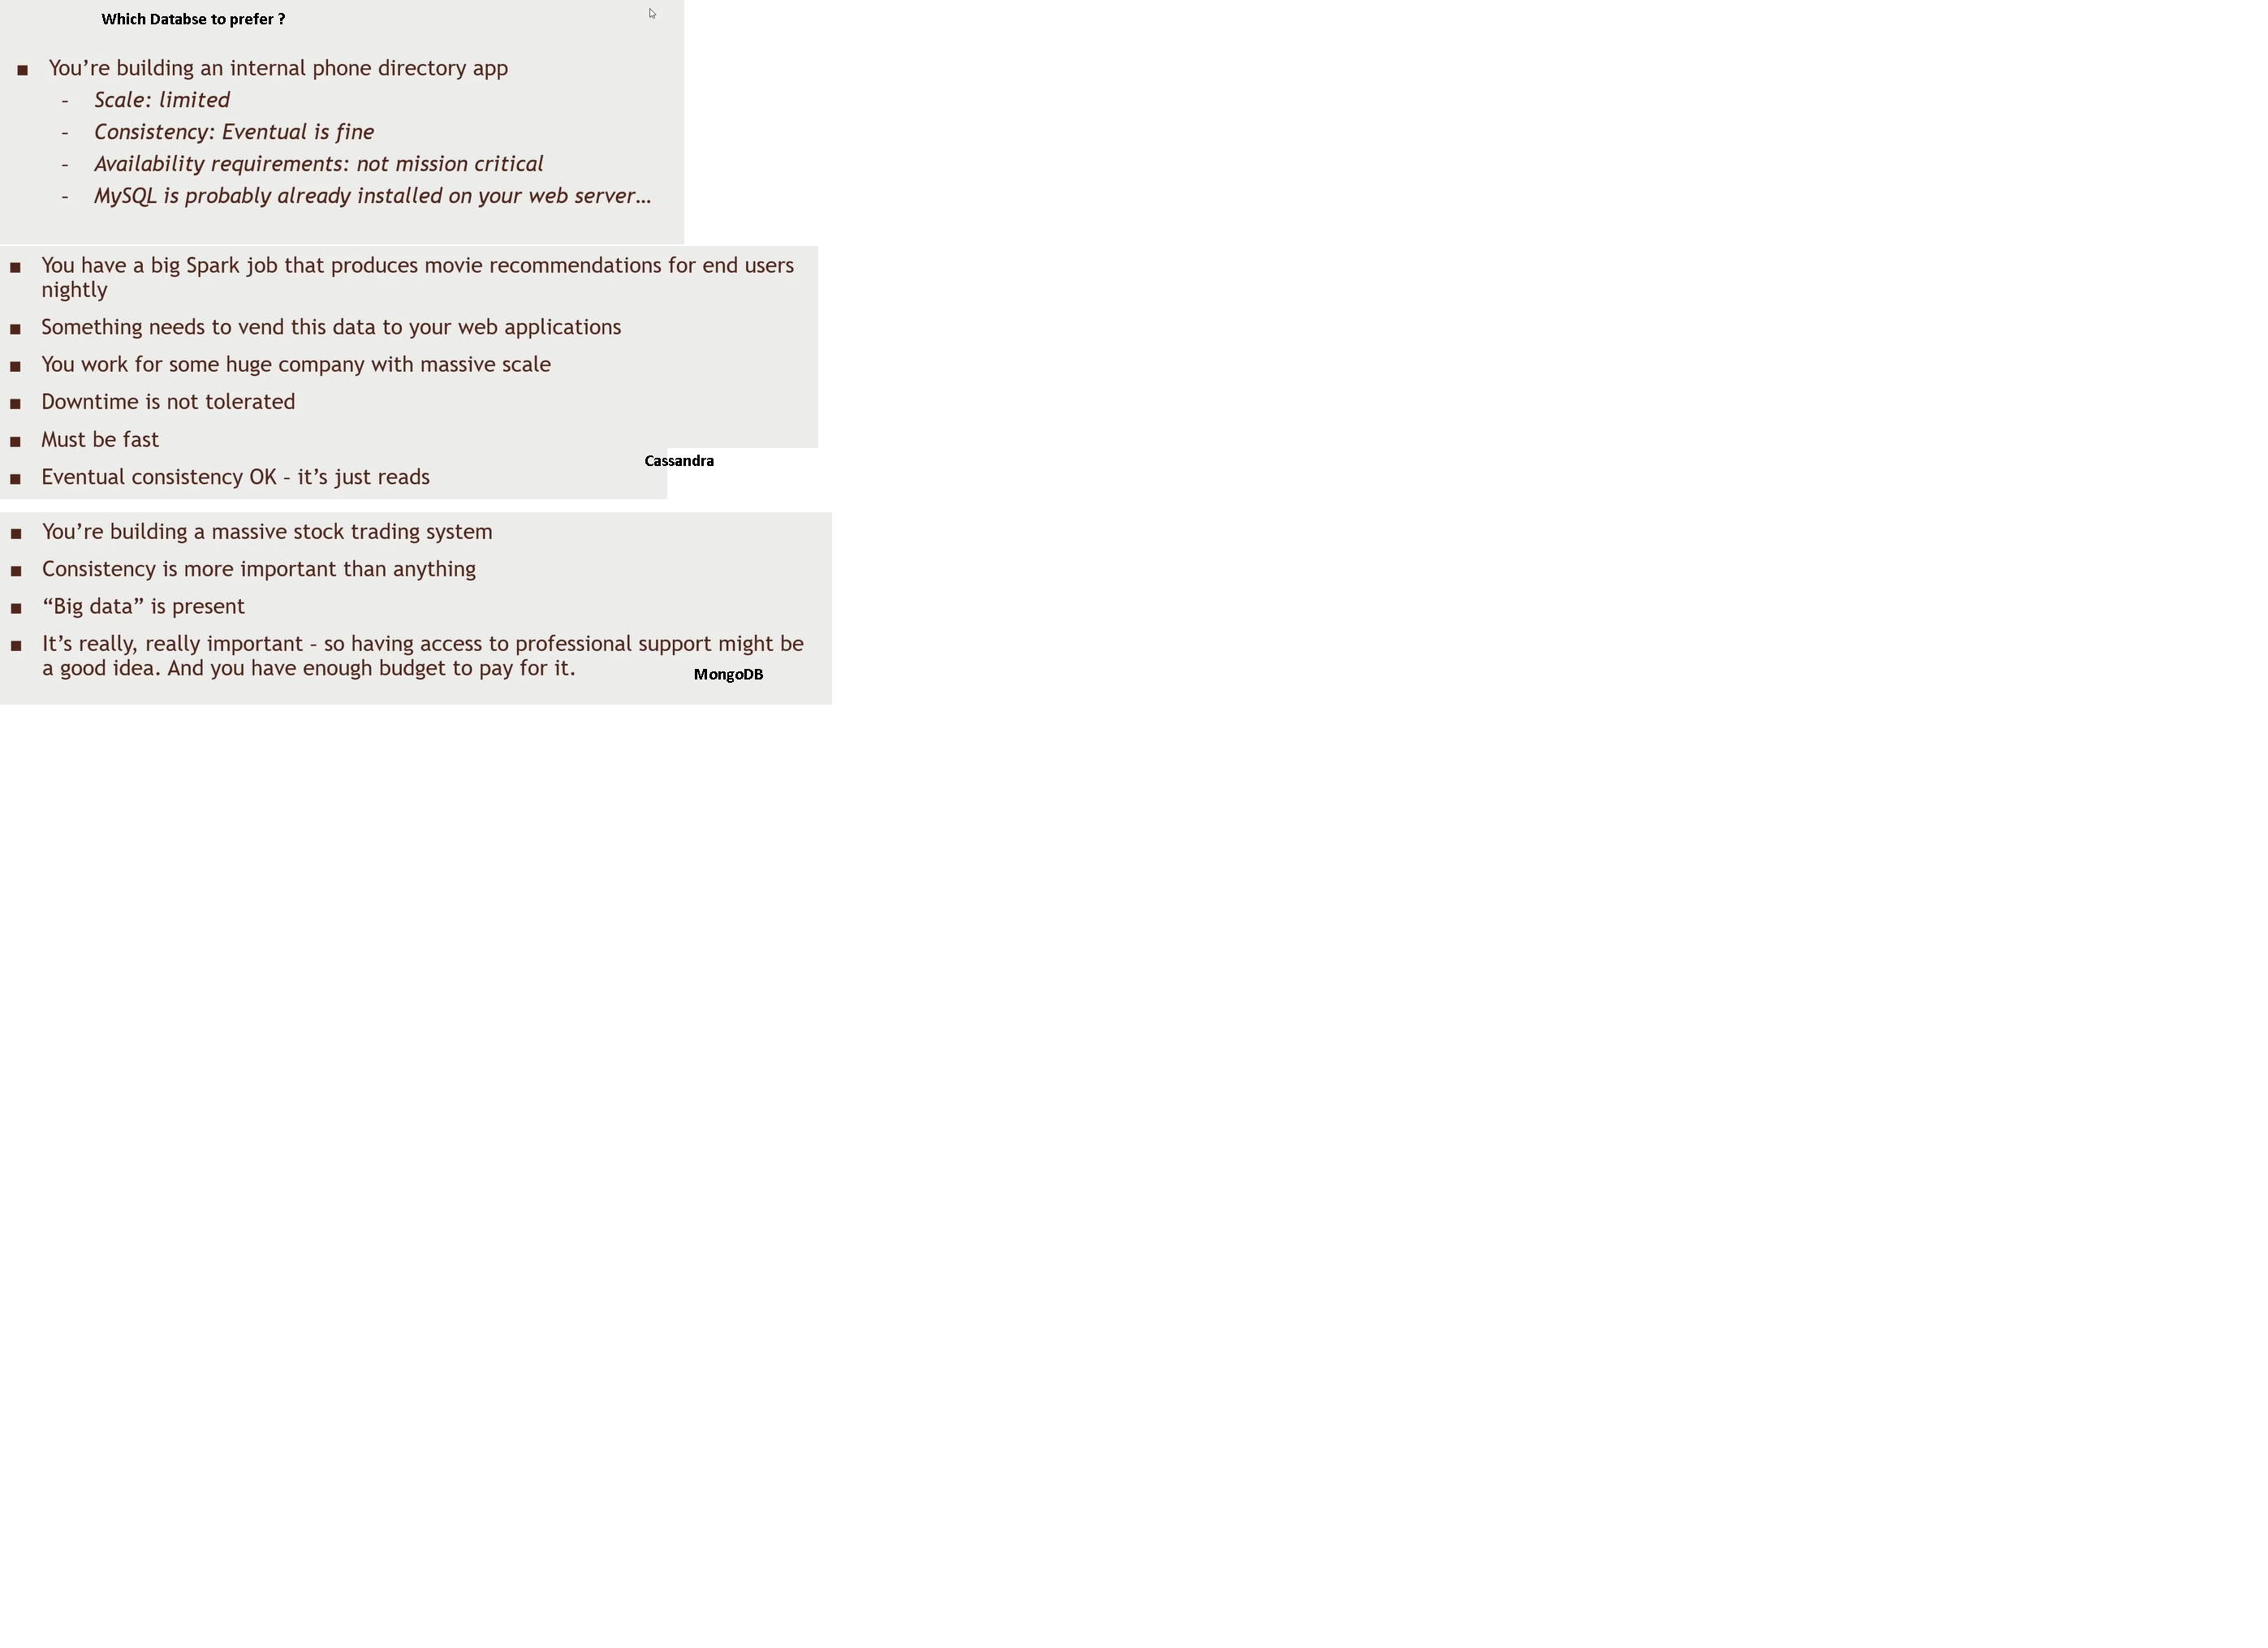 Which Databse to prefer ?
■ You’re building an internal phone directory app
- Scale: limited
- Consistency: Eventual is fine
- Availability requirements: not mission critical
- MySQL is probably already installed on your web server…
■ You have a big Spark job that produces movie recommendations for end users
nightly
■ Something needs to vend this data to your web applications
■ You work for some huge company with massive scale
■ Downtime is not tolerated
■ Must be fast
Cassandra
■ Eventual consistency OK – it’s just reads
■ You’re building a massive stock trading system
■ Consistency is more important than anything
■ “Big data” is present
■ It’s really, really important – so having access to professional support might be
a good idea. And you have enough budget to pay for it.
MongoDB